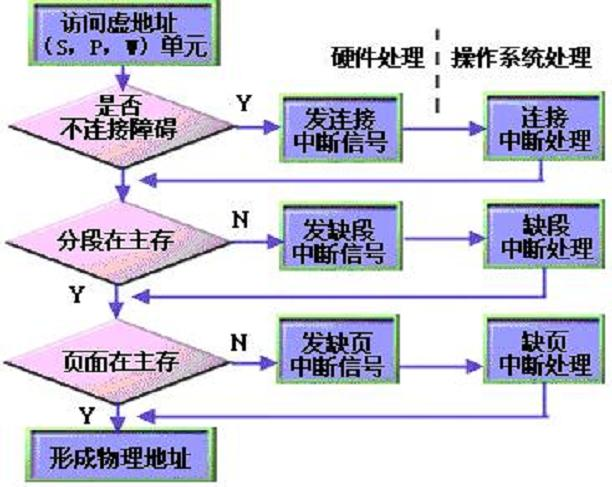 访问虚地址
（S，P，W）单元
硬件处理
操作系统处理
是否
不连接障碍
Y
发连接
中断信号
连接
中断处理
分段在主存
N
发缺段
中断信号
缺段
中断处理
Y
页面在主存
N
发缺页
中断信号
缺页
中断处理
Y
形成物理地址